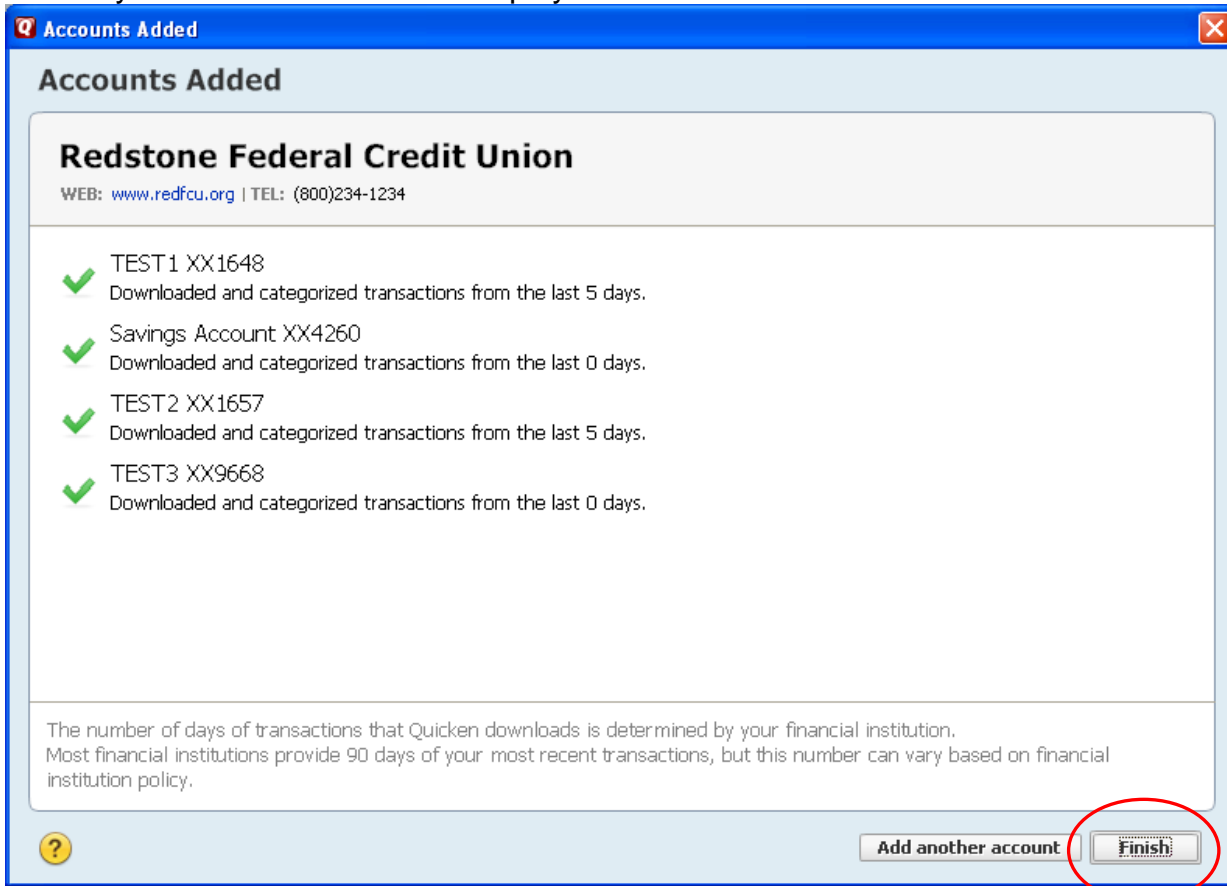 Accounts Added
Accounts Added
Redstone Federal Credit Union
WEB: www.redfcu.org | TEL: (800)234-1234
TEST1 XX1648
Downloaded and categorized transactions from the last 5 days.
Savings Account XX4260
Downloaded and categorized transactions from the last 0 days.
TEST2 XX1657
Downloaded and categorized transactions from the last 5 days.
TEST3 XX9668
Downloaded and categorized transactions from the last 0 days.
The number of days of transactions that Quicken downloads is determined by your financial institution.
Most financial institutions provide 90 days of your most recent transactions, but this number can vary based on financial
institution policy.
?
Add another account
Finish